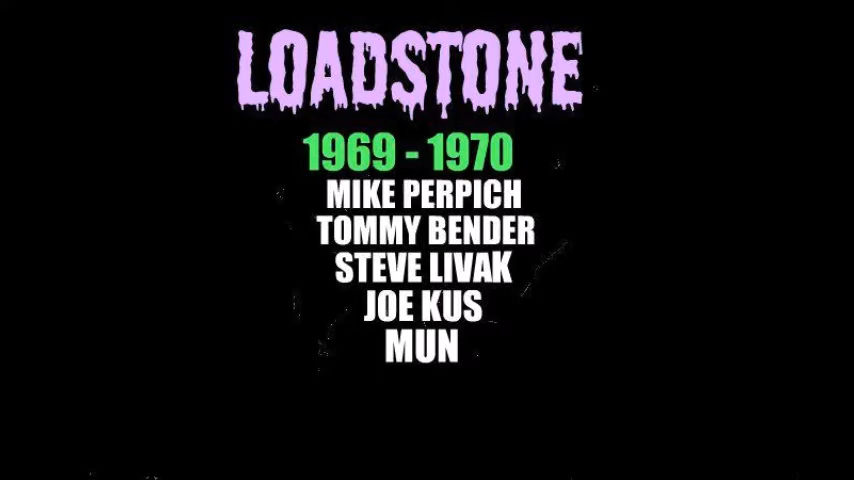 LOADSTONE
1969 - 1970
MIKE PERPICH
TOMMY BENDER
STEVE LIVAK
JOE KUS
MUN